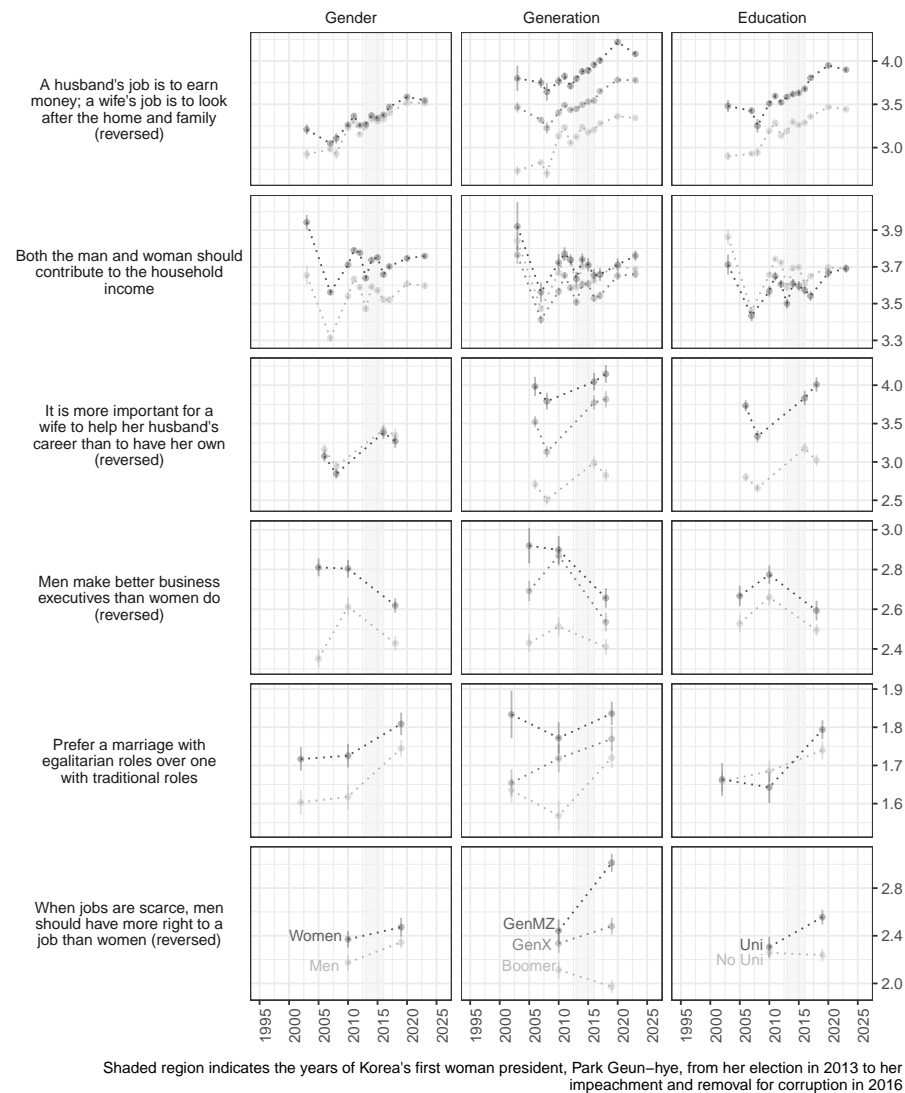 Gender Generation Education
A husband's job is to earn
money; a wife's job is to look
after the home and family
(reversed)
4.0
3.5
3.0
Both the man and woman should
contribute to the household
income
3.9
3.7
3.5
3.3
It is more important for a
wife to help her husband's
career than to have her own
(reversed)
4.0
3.5
3.0
2.5
Men make better business
executives than women do
(reversed)
3.0
2.8
2.6
2.4
Prefer a marriage with
egalitarian roles over one
with traditional roles
1.9
1.8
1.7
1.6
When jobs are scarce, men
should have more right to a
job than women (reversed)
Women
Men
GenMZ
GenX
Boomer
Uni
No Uni
2.8
2.4
2.0
1995 2000 2005 2010 2015 2020 2025 1995 2000 2005 2010 2015 2020 2025 1995 2000 2005 2010 2015 2020 2025
Shaded region indicates the years of Korea's first woman president, Park Geun−hye, from her election in 2013 to her
impeachment and removal for corruption in 2016